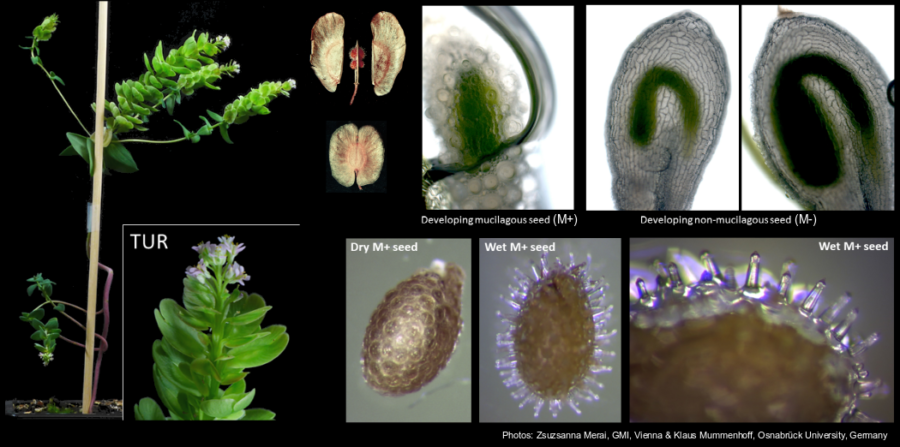 Developing mucilagous seed (M+)
Developing non-mucilagous seed (M-)
TUR
Dry M+ seed
Wet M+ seed
Wet M+ seed
Photos: Zsuzsanna Merai, GMI, Vienna & Klaus Mummenhoff, Osnabrück University, Germany